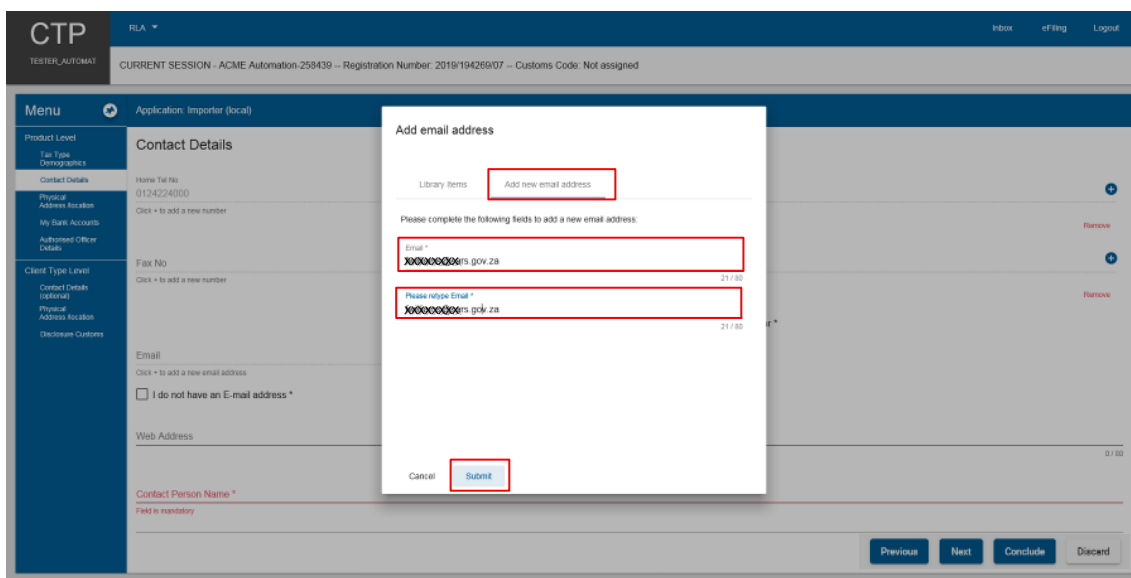 CTP
TESTER_AUTOMAT
RLA
Inbox eFiling Logout
CURRENT SESSION - ACME Automation-258439 -- Registration Number: 2019/194269/07 -- Customs Code: Not assigned
Menu
Product Level
Tax Type
Demographics
Contact Details
Physical
Address Location
My Bank Accounts
Authorised Officer
Details
Client Type Level
Contact Details
(optional)
Physical
Address Location
Disclosure Customs
Application: Importer (local)
Contact Details
Home Tel No
0124224000
Click + to add a new number
Remove
Fax No
Click + to add a new number
Remove
Email
Click + to add a new email address
I do not have an E-mail address *
Web Address
0 / 80
Contact Person Name *
Field is mandatory
Previous Next Conclude Discard
Add email address
Library Items Add new email address
Please complete the following fields to add a new email address:
Email *
rs.gov.za
21 / 80
Please retype Email *
rs.gov.za
21 / 80
Cancel Submit